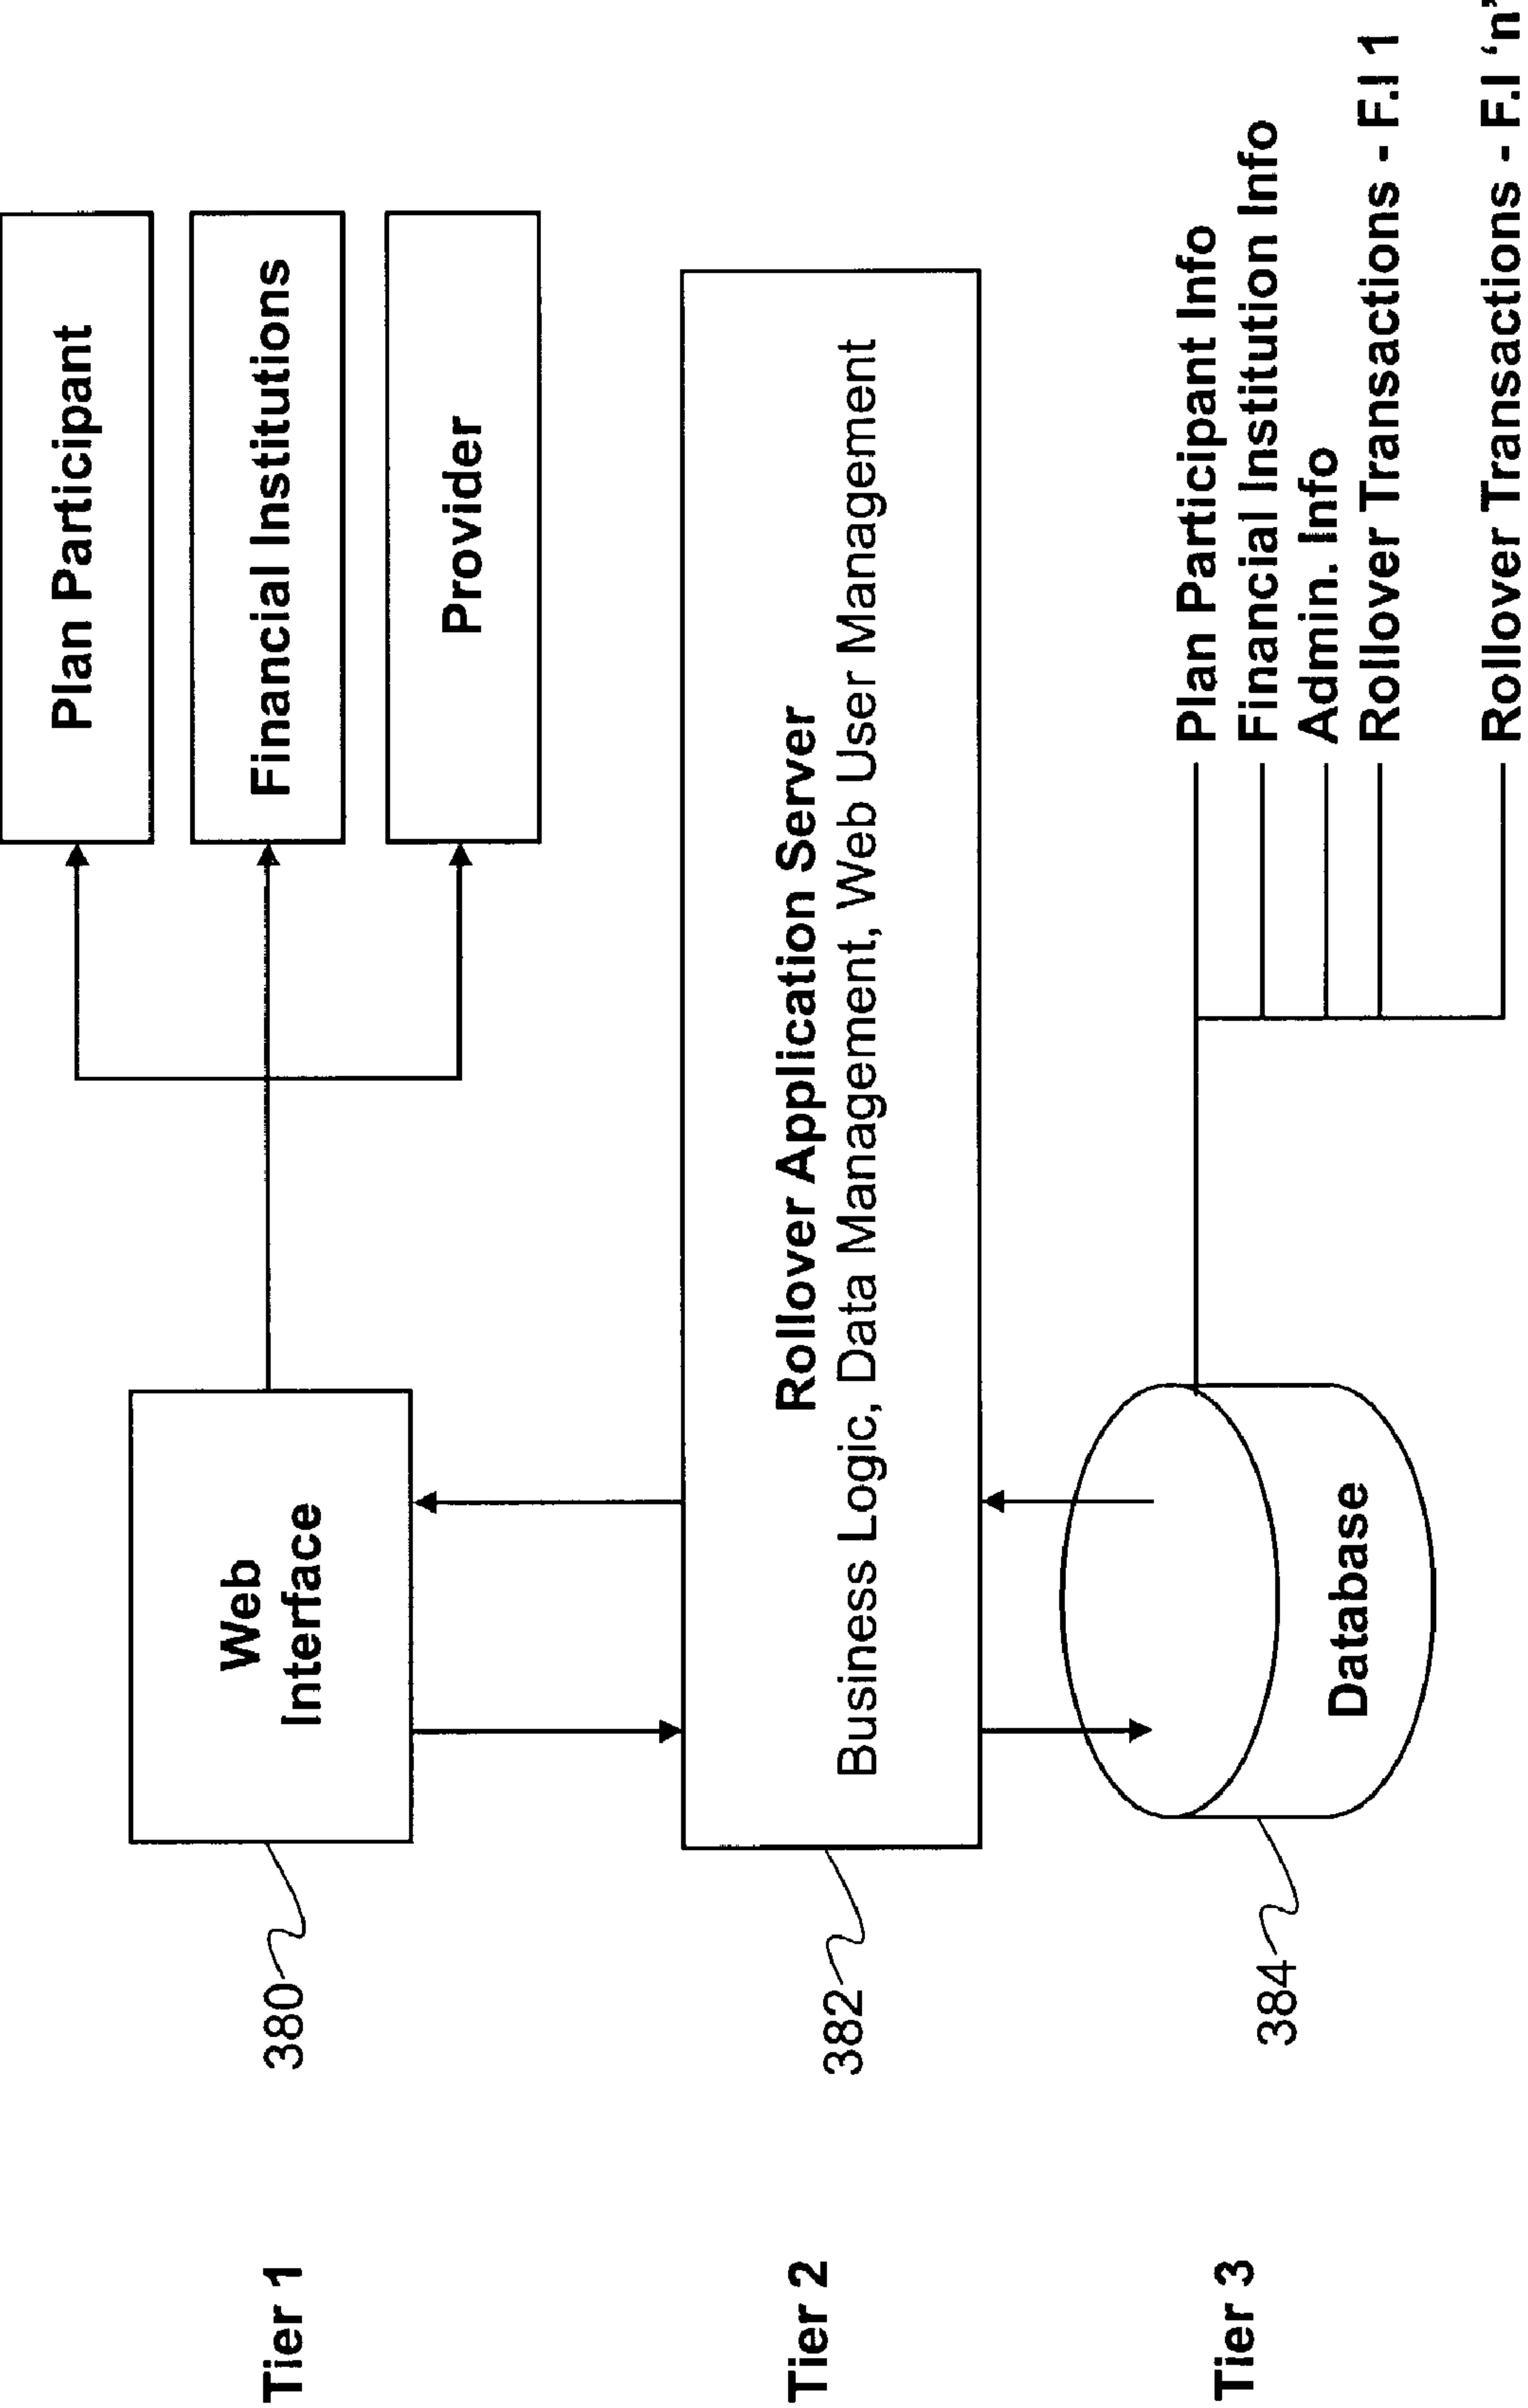 Tier 1
380
Web
Interface
Plan Participant
Financial Institutions
Provider
Tier 2
382
Rollover Application Server
Business Logic, Data Management, Web User Management
Tier 3
384
Database
Plan Participant Info
Financial Institution Info
Admin. Info
Rollover Transactions - F.I 1
Rollover Transactions - F.I ‘n’